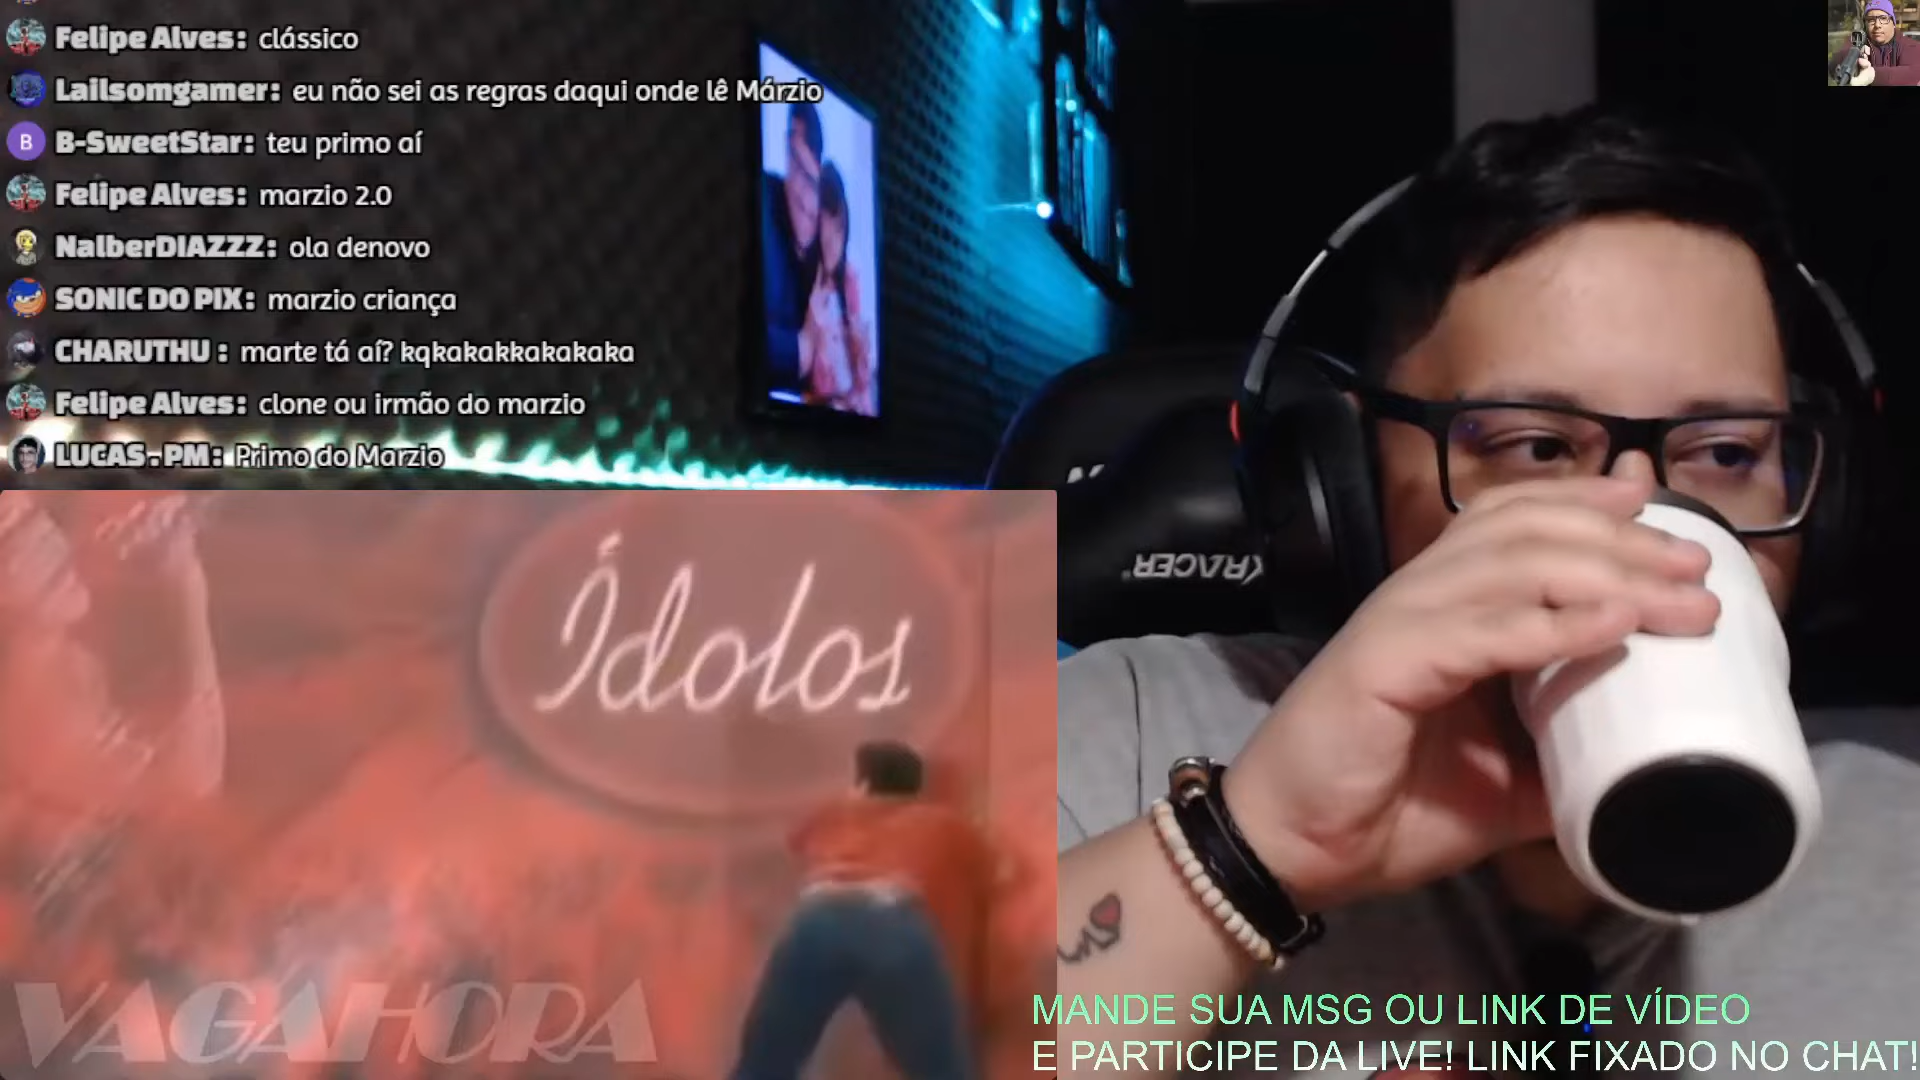 Felipe Alves: clássico
Lailsomgamer: eu não sei as regras daqui onde lê Márzio
B
B-SweetStar: teu primo aí
Felipe Alves: marzio 2.0
NalberDIAZZZ: ola denovo
SONIC DO PIX: marzio criança
CHARUTHU : marte tá aí? kqkakakkakakaka
Felipe Alves: clone ou irmão do marzio
LUCAS . PM: Primo do Marzio
Ídolos
VAGAHORA
MANDE SUA MSG OU LINK DE VÍDEO
E PARTICIPE DA LIVE! LINK FIXADO NO CHAT!